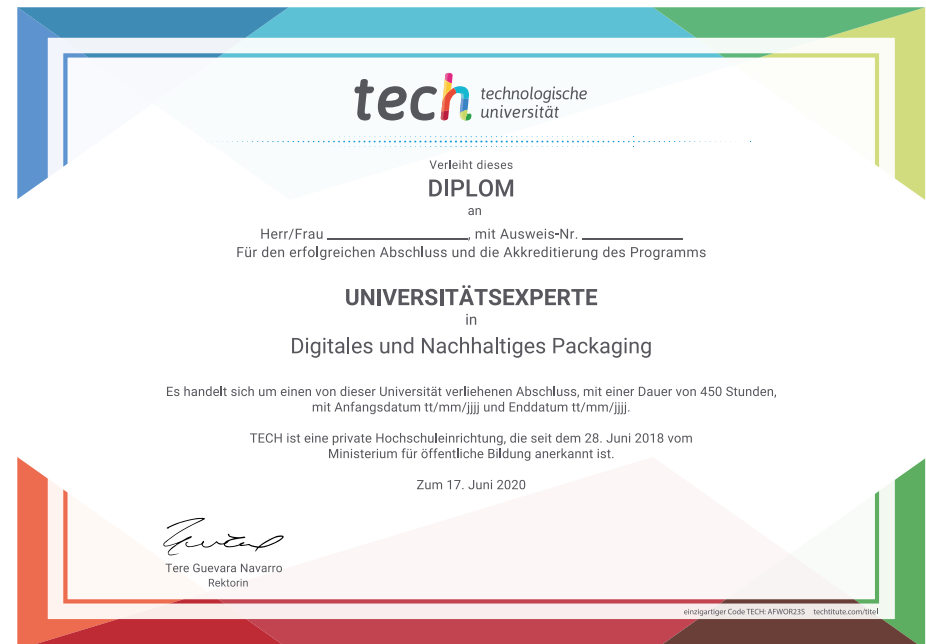 tech technologische
universität
Verleiht dieses
DIPLOM
an
Herr/Frau ____________________, mit Ausweis-Nr. ______________
Für den erfolgreichen Abschluss und die Akkreditierung des Programms
UNIVERSITÄTSEXPERTE
in
Digitales und Nachhaltiges Packaging
Es handelt sich um einen von dieser Universität verliehenen Abschluss, mit einer Dauer von 450 Stunden,
mit Anfangsdatum tt/mm/jjjj und Enddatum tt/mm/jjjj.
TECH ist eine private Hochschuleinrichtung, die seit dem 28. Juni 2018 vom
Ministerium für öffentliche Bildung anerkannt ist.
Zum 17. Juni 2020
Tere Guevara Navarro
Rektorin
einzigartiger Code TECH: AFWOR235 techtitute.com/titel